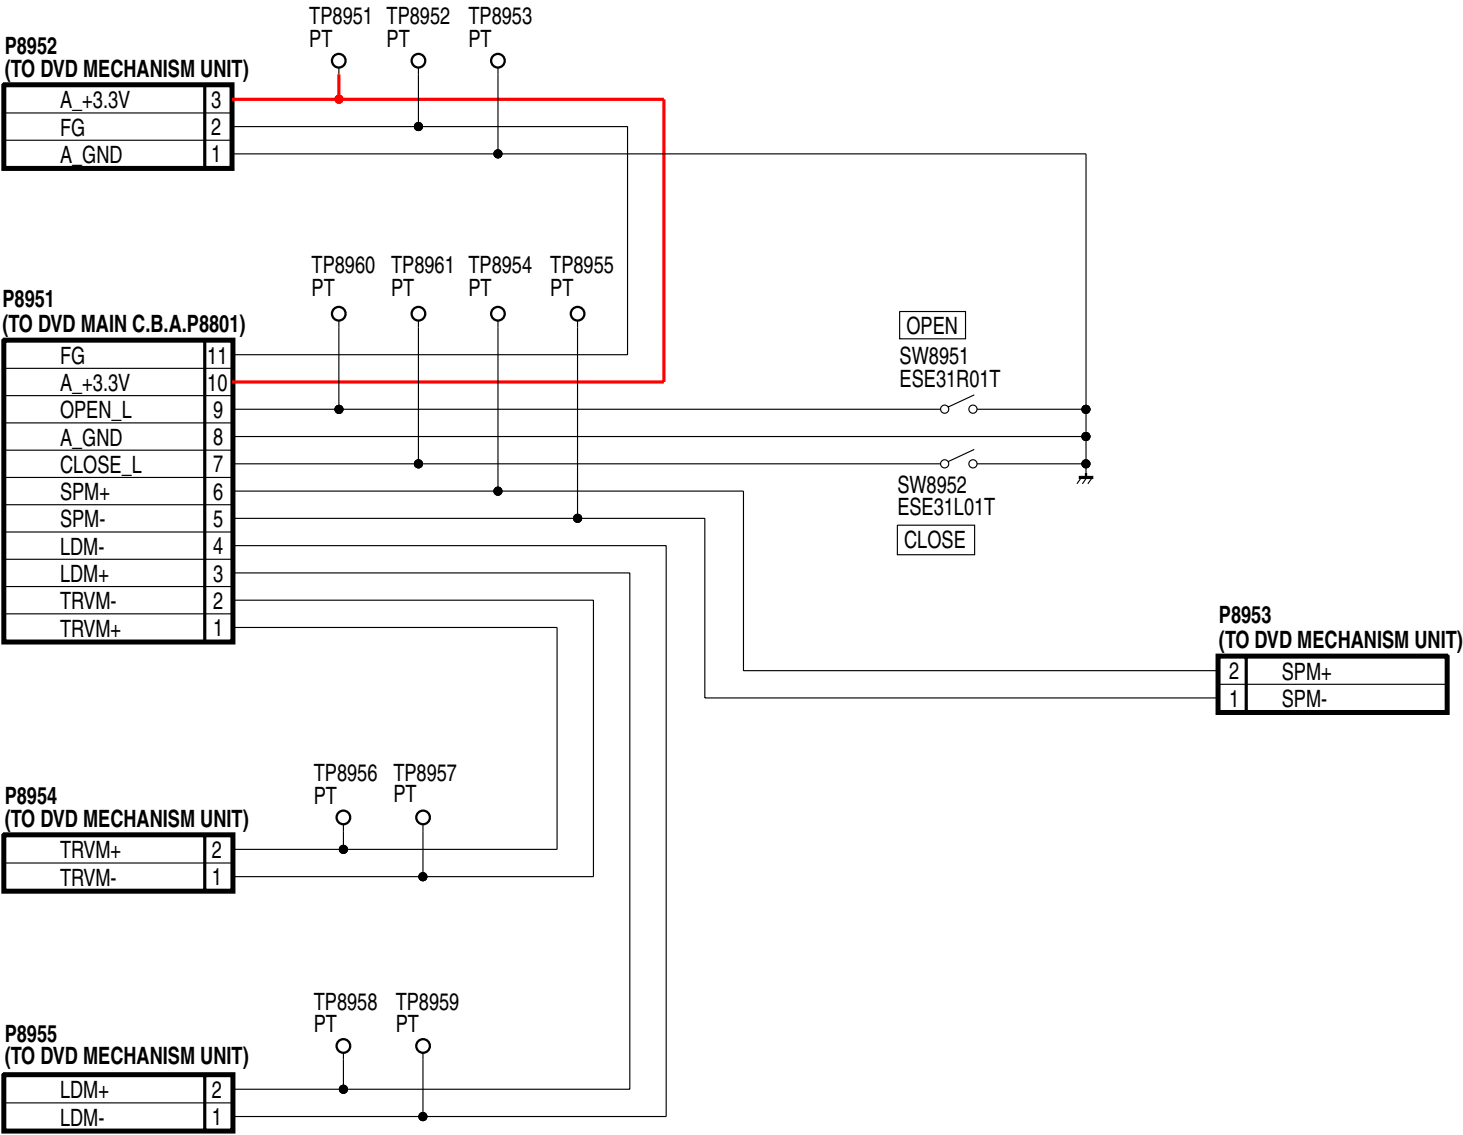 TP8951 TP8952 TP8953
PT PT PT
P8952
(TO DVD MECHANISM UNIT)
A_+3.3V 3
FG 2
A_GND 1
TP8960 TP8961 TP8954 TP8955
PT PT PT PT
P8951
(TO DVD MAIN C.B.A.P8801)
FG 11
A_+3.3V 10
OPEN_L 9
A_GND 8
CLOSE_L 7
SPM+ 6
SPM- 5
LDM- 4
LDM+ 3
TRVM- 2
TRVM+ 1
OPEN
SW8951
ESE31R01T
SW8952
ESE31L01T
CLOSE
P8953
(TO DVD MECHANISM UNIT)
2 SPM+
1 SPM-
TP8956 TP8957
PT PT
P8954
(TO DVD MECHANISM UNIT)
TRVM+ 2
TRVM- 1
TP8958 TP8959
PT PT
P8955
(TO DVD MECHANISM UNIT)
LDM+ 2
LDM- 1